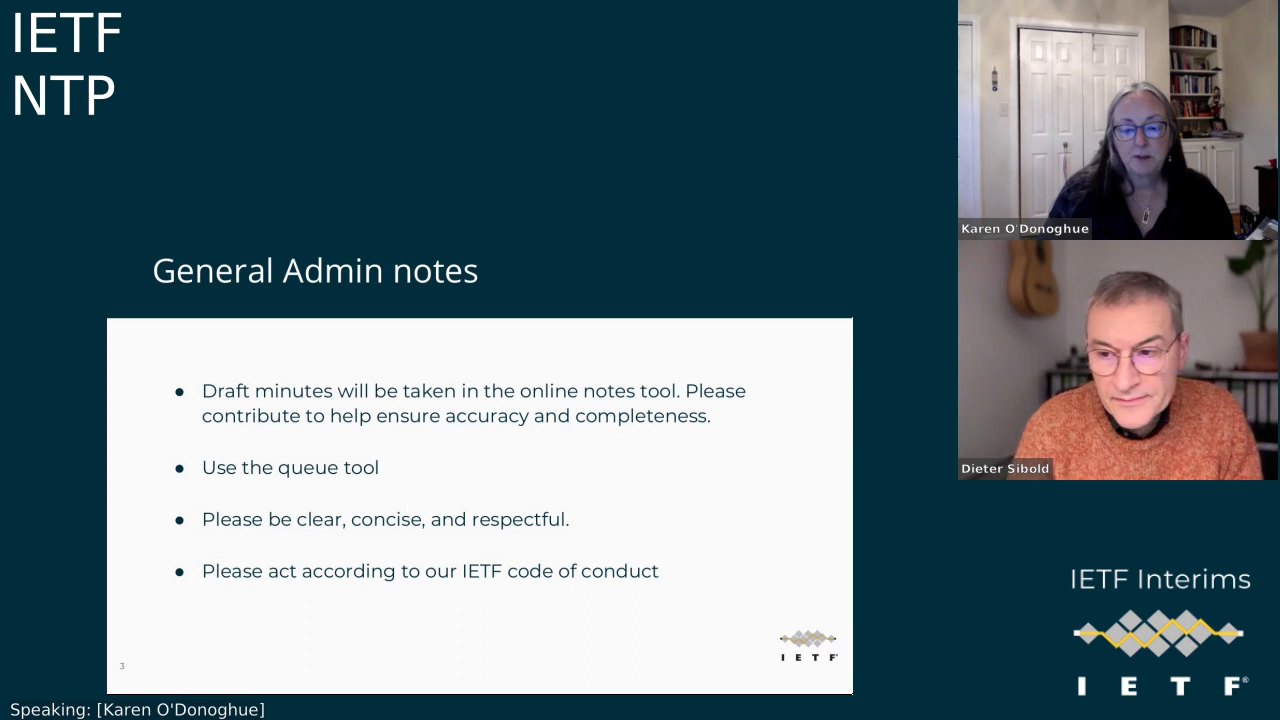 IETF
NTP
General Admin notes
● Draft minutes will be taken in the online notes tool. Please
contribute to help ensure accuracy and completeness.
● Use the queue tool
● Please be clear, concise, and respectful.
● Please act according to our IETF code of conduct
I E T F
3
Speaking: [Karen O'Donoghue]
Karen O'Donoghue
Dieter Sibold
IETF Interims
I E T F®